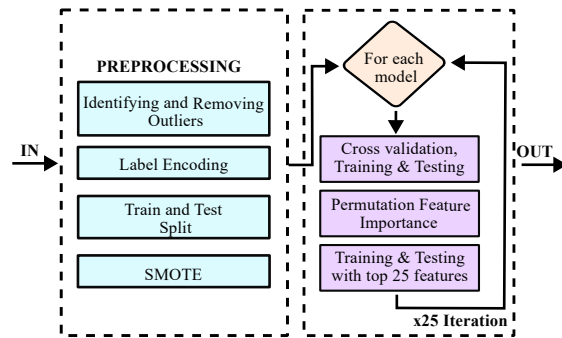 PREPROCESSING
Identifying and Removing
Outliers
Label Encoding
Train and Test
Split
SMOTE
IN
For each
model
Cross validation,
Training & Testing
Permutation Feature
Importance
Training & Testing
with top 25 features
x25 Iteration
OUT